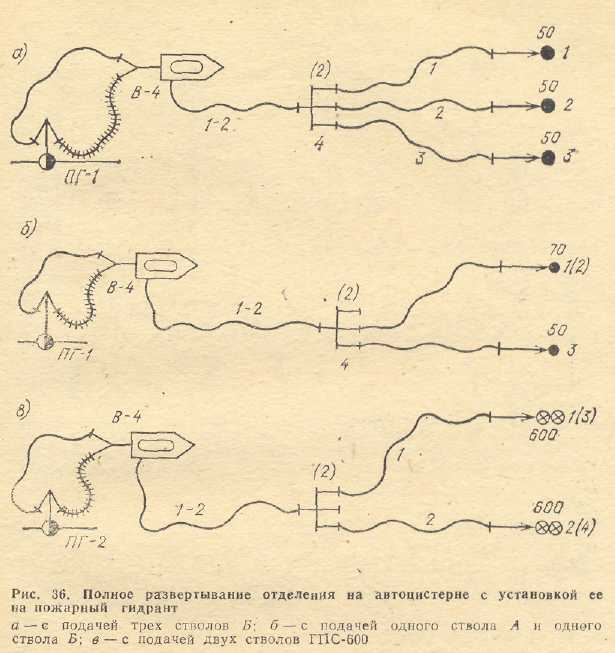 а)
50
1
(2)
1
В-4
50
2
1-2
2
50
4
3
3
ПГ-1
б)
70
1(2)
(2)
В-4
1-2
50
3
ПГ-1
4
в)
В-4
1(3)
600
1
(2)
600
1-2
2
2(4)
ПГ-2
Рис. 36. Полное развертывание отделения на автоцистерне с установкой ее
на пожарный гидрант
а — с подачей трех стволов Б; б — с подачей одного ствола А и одного
ствола Б; в — с подачей двух стволов ГПС-600